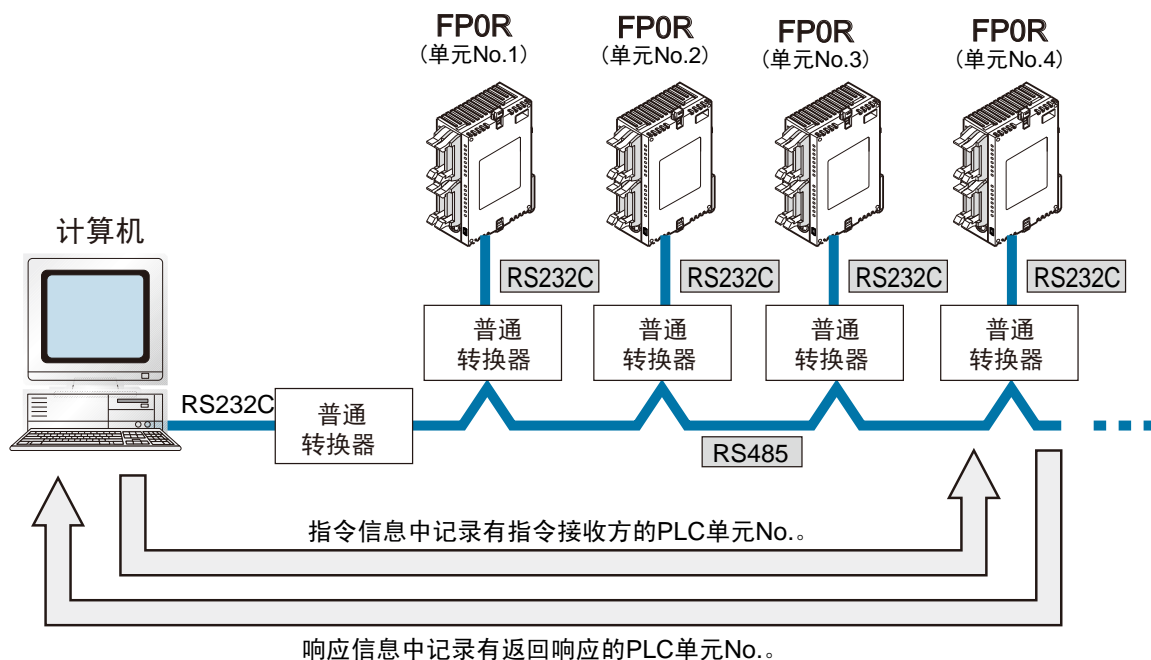 FP0R
(单元No.1)
FP0R
(单元No.2)
FP0R
(单元No.3)
FP0R
(单元No.4)
计算机
RS232C
RS232C
RS232C
RS232C
普通
转换器
普通
转换器
普通
转换器
普通
转换器
RS232C
普通
转换器
RS485
指令信息中记录有指令接收方的PLC单元No.。
响应信息中记录有返回响应的PLC单元No.。